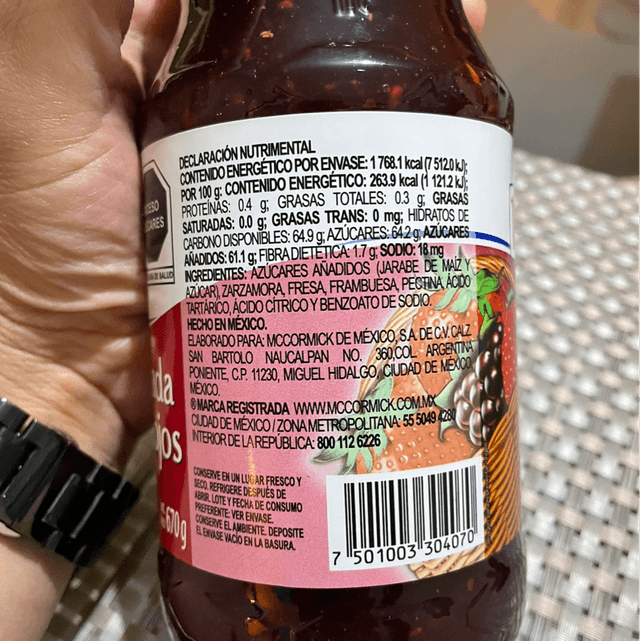 DECLARACIÓN NUTRIMENTAL
CONTENIDO ENERGÉTICO POR ENVASE: 1 768.1 kcal (7 512.0 kJ);
POR 100 g: CONTENIDO ENERGÉTICO: 263.9 kcal (1 121.2 kJ);
PROTEÍNAS: 0.4 g; GRASAS TOTALES: 0.3 g; GRASAS
SATURADAS: 0.0 g; GRASAS TRANS: 0 mg; HIDRATOS DE
CARBONO DISPONIBLES: 64.9 g; AZÚCARES: 64.2 g; AZÚCARES
AÑADIDOS: 61.1 g; FIBRA DIETÉTICA: 1.7 g; SODIO: 18 mg
INGREDIENTES: AZÚCARES AÑADIDOS (JARABE DE MAÍZ Y
AZÚCAR), ZARZAMORA, FRESA, FRAMBUESA, PECTINA, ÁCIDO
TARTÁRICO, ÁCIDO CÍTRICO Y BENZOATO DE SODIO.
HECHO EN MÉXICO.
ELABORADO PARA: MCCORMICK DE MÉXICO, S.A. DE C.V. CALZ.
SAN BARTOLO NAUCALPAN NO. 360, COL. ARGENTINA
PONIENTE, C.P. 11230, MIGUEL HIDALGO, CIUDAD DE MÉXICO,
MÉXICO.
® MARCA REGISTRADA WWW.MCCORMICK.COM.MX
CIUDAD DE MÉXICO / ZONA METROPOLITANA: 55 5049 4280
INTERIOR DE LA REPÚBLICA: 800 112 6226
CONSERVE EN UN LUGAR FRESCO Y
SECO. REFRIGERE DESPUÉS DE
ABRIR. LOTE Y FECHA DE CONSUMO
PREFERENTE: VER ENVASE.
CONSERVE EL AMBIENTE. DEPOSITE
EL ENVASE VACÍO EN LA BASURA.
670 g
7 501003 304070